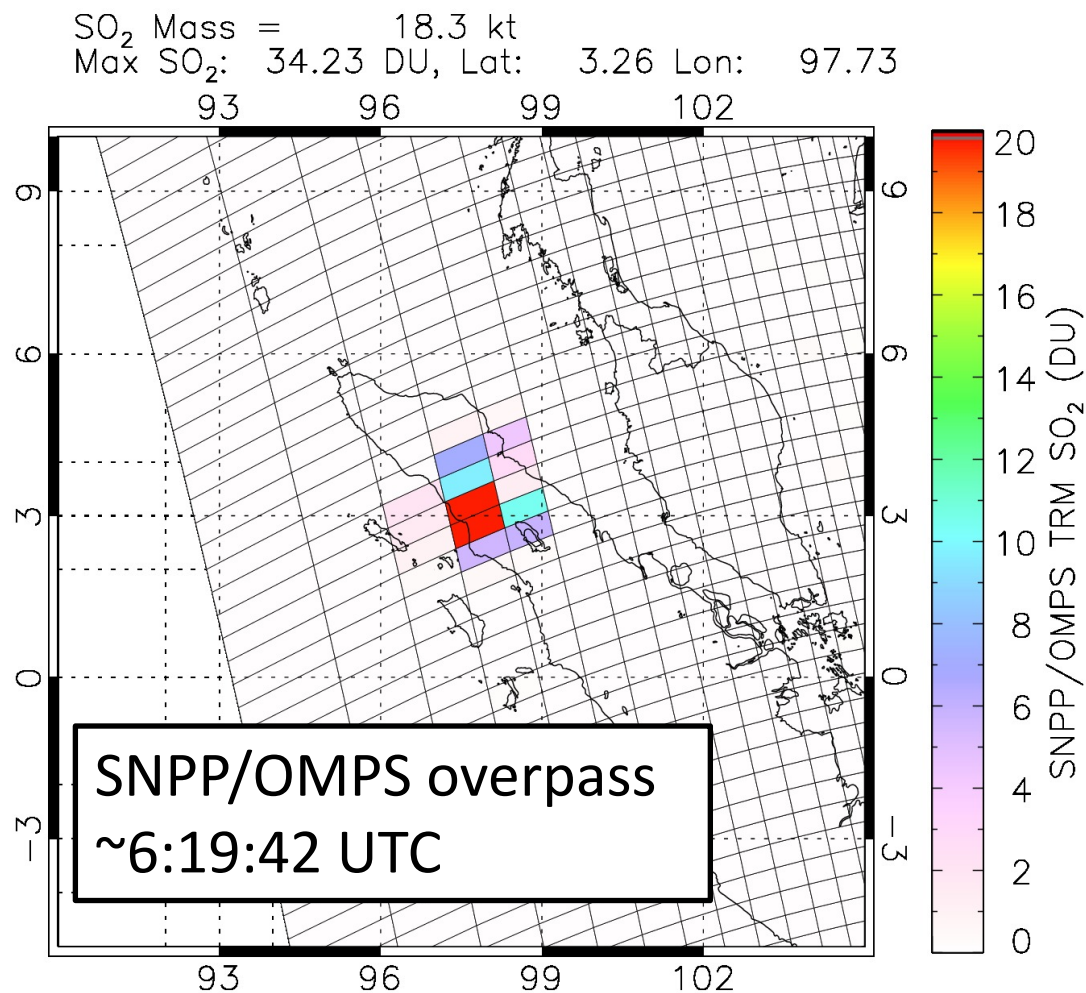 SO₂ Mass = 18.3 kt
Max SO₂: 34.23 DU, Lat: 3.26 Lon: 97.73
93 96 99 102
9 9
6 6
3 3
0 0
-3 -3
93 96 99 102
SNPP/OMPS overpass
~6:19:42 UTC
20
18
16
14
12
10
8
6
4
2
0
SNPP/OMPS TRM SO₂ (DU)